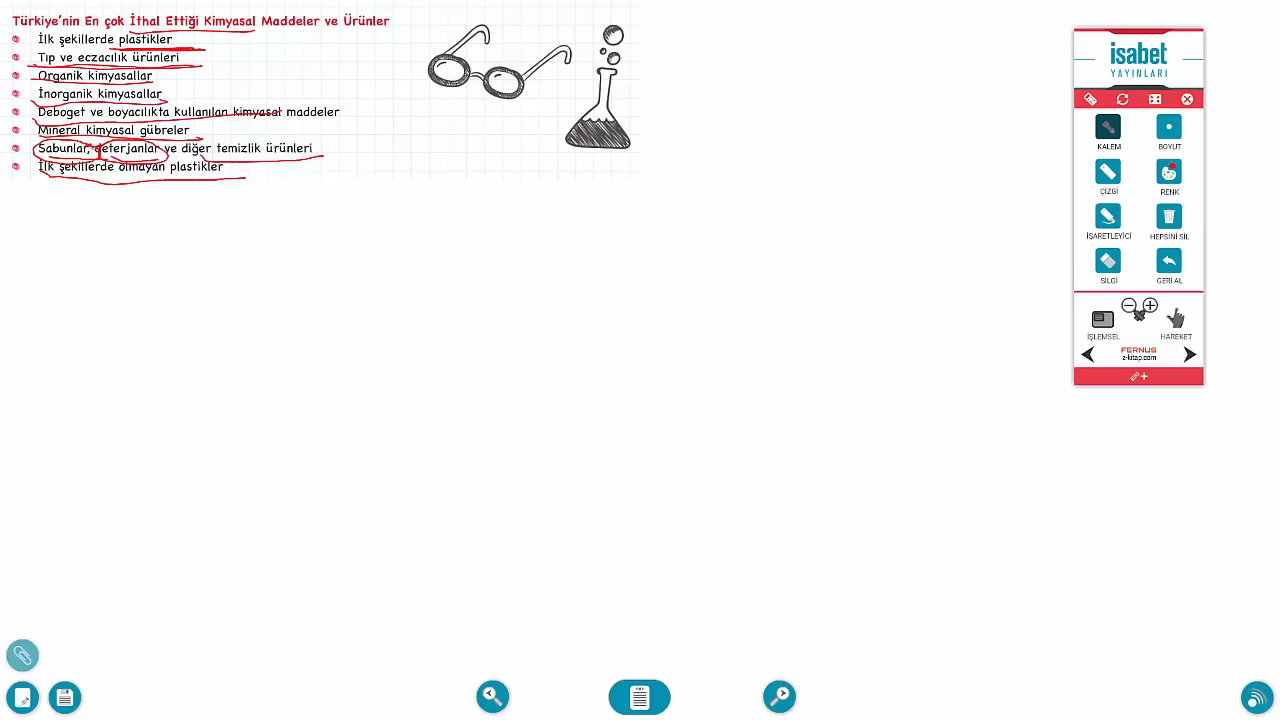 Türkiye'nin En çok İthal Ettiği Kimyasal Maddeler ve Ürünler
İlk şekillerde plastikler
Tıp ve eczacılık ürünleri
Organik kimyasallar
İnorganik kimyasallar
Deboget ve boyacılıkta kullanılan kimyasal maddeler
Mineral kimyasal gübreler
Sabunlar, deterjanlar ve diğer temizlik ürünleri
İlk şekillerde olmayan plastikler
isabet
YAYINLARI
KALEM
BOYUT
ÇİZGİ
RENK
İŞARETLEYİCİ
HEPSİNİ SİL
SİLGİ
GERİ AL
İŞLEMSEL
HAREKET
FERNUS
z-kitap.com